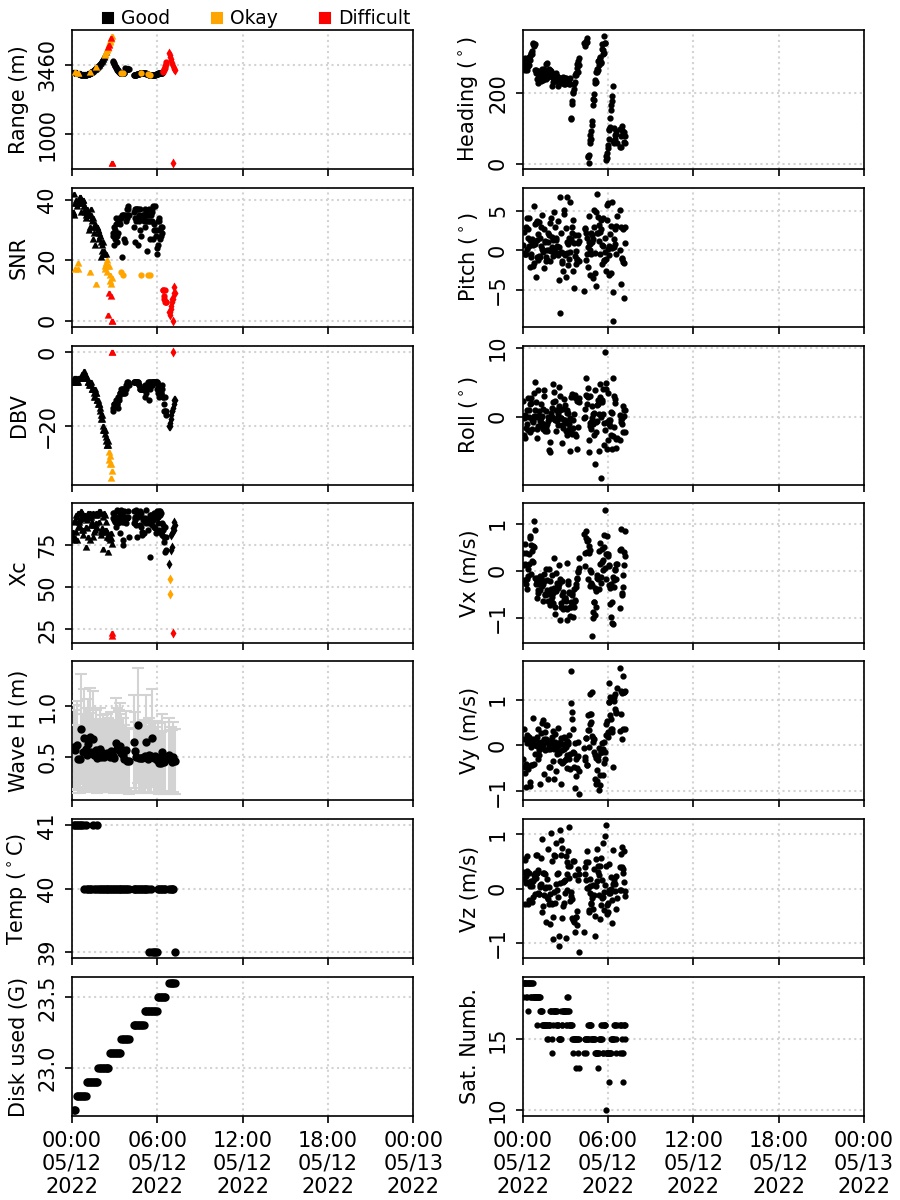 Good Okay Difficult
Range (m)
3460
1000
Heading (°)
200
0
SNR
40
20
0
Pitch (°)
5
0
−5
DBV
0
−20
Roll (°)
10
0
Xc
75
50
25
Vx (m/s)
1
0
−1
Wave H (m)
1.0
0.5
Vy (m/s)
1
0
−1
Temp (°C)
41
40
39
Vz (m/s)
1
0
−1
Disk used (G)
23.5
23.0
Sat. Numb.
15
10
00:00 06:00 12:00 18:00 00:00 00:00 06:00 12:00 18:00 00:00
05/12 05/12 05/12 05/12 05/13 05/12 05/12 05/12 05/12 05/13
2022 2022 2022 2022 2022 2022 2022 2022 2022 2022